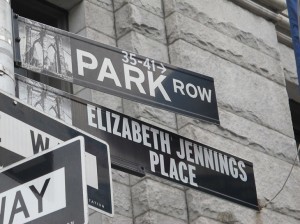 35-41→
PARK ROW
ELIZABETH JENNINGS
PLACE
W
WAY